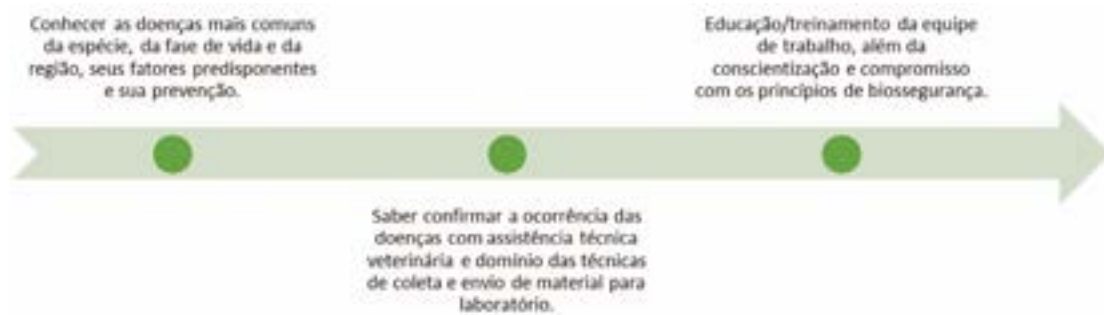 Conhecer as doenças mais comuns
da espécie, da fase de vida e da
região, seus fatores predisponentes
e sua prevenção.
Saber confirmar a ocorrência das
doenças com assistência técnica
veterinária e domínio das técnicas
de coleta e envio de material para
laboratório.
Educação/treinamento da equipe
de trabalho, além da
conscientização e compromisso
com os princípios de biossegurança.